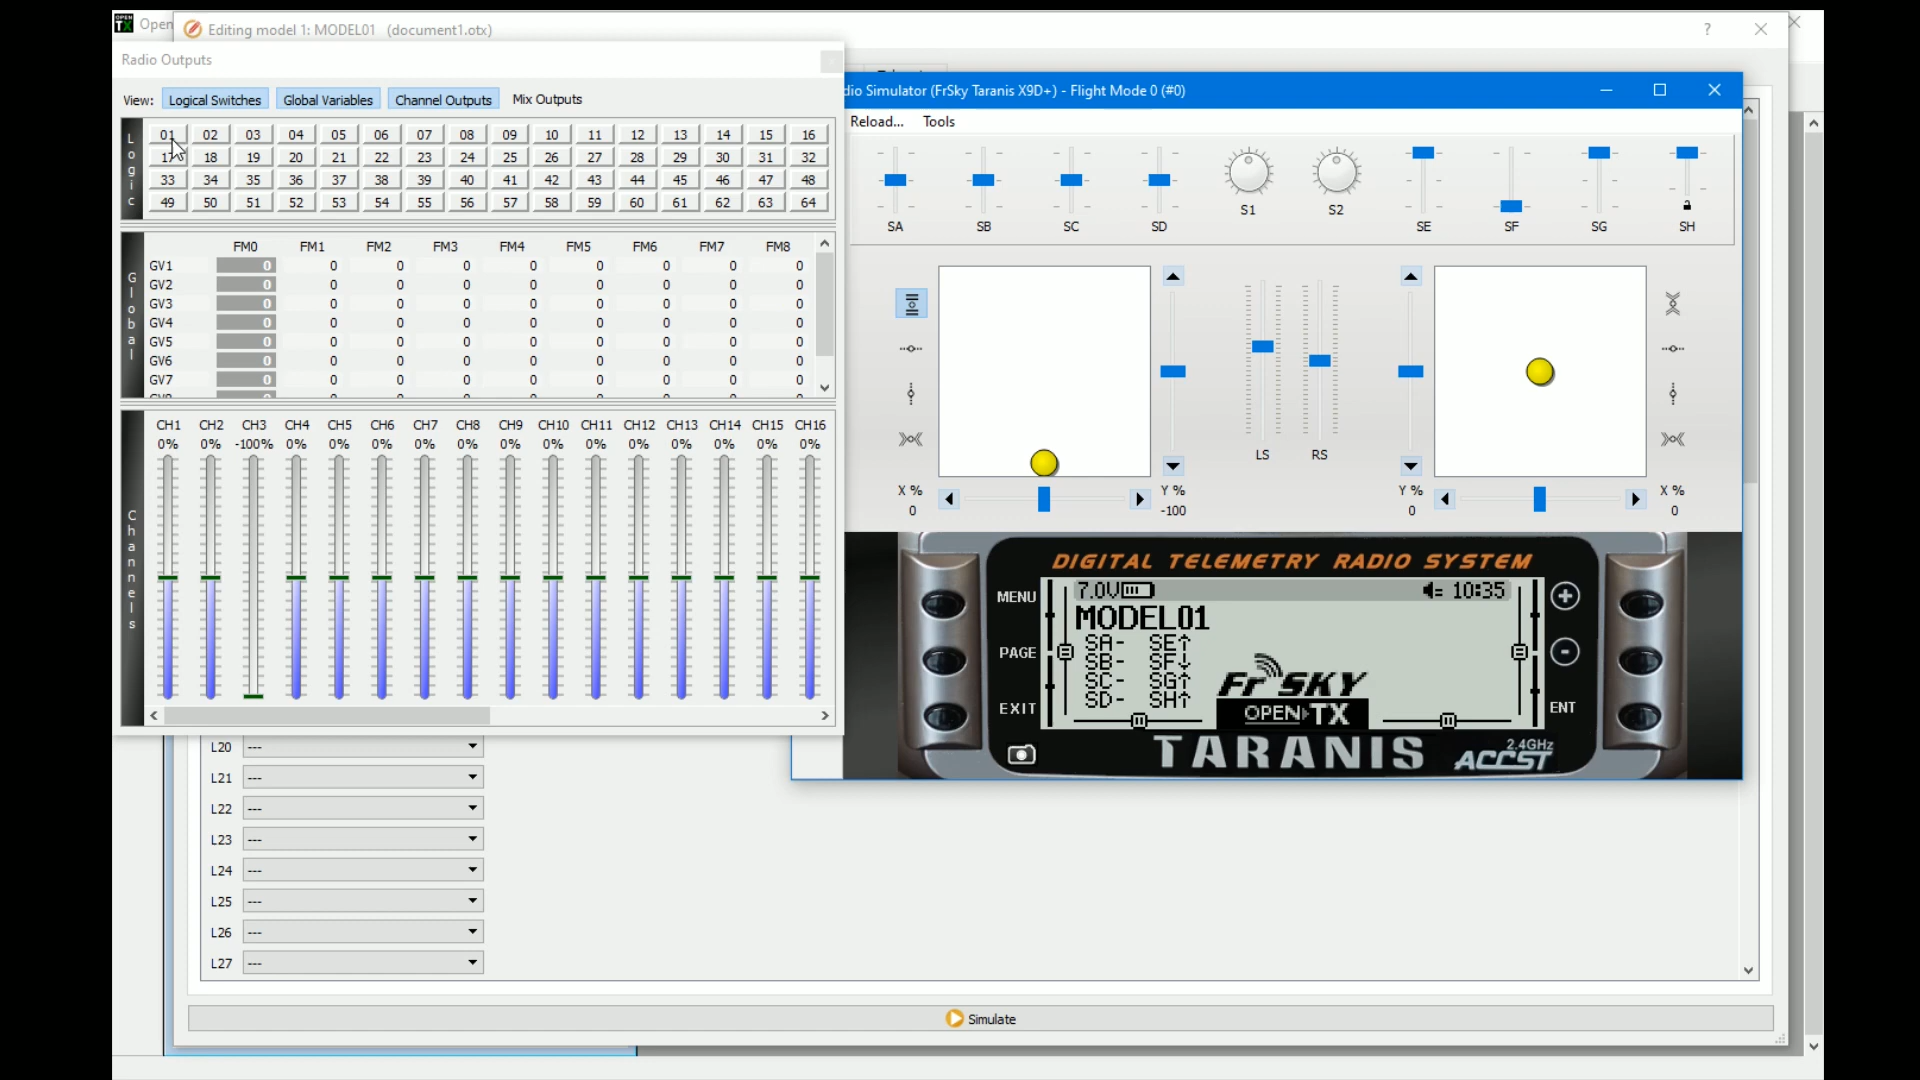 Open
Editing model 1: MODEL01 (document1.otx)
?
Radio Outputs
View: Logical Switches Global Variables Channel Outputs Mix Outputs
Logic
01 02 03 04 05 06 07 08 09 10 11 12 13 14 15 16
17 18 19 20 21 22 23 24 25 26 27 28 29 30 31 32
33 34 35 36 37 38 39 40 41 42 43 44 45 46 47 48
49 50 51 52 53 54 55 56 57 58 59 60 61 62 63 64
Global
FM0 FM1 FM2 FM3 FM4 FM5 FM6 FM7 FM8
GV1 0 0 0 0 0 0 0 0 0
GV2 0 0 0 0 0 0 0 0 0
GV3 0 0 0 0 0 0 0 0 0
GV4 0 0 0 0 0 0 0 0 0
GV5 0 0 0 0 0 0 0 0 0
GV6 0 0 0 0 0 0 0 0 0
GV7 0 0 0 0 0 0 0 0 0
Channels
CH1 CH2 CH3 CH4 CH5 CH6 CH7 CH8 CH9 CH10 CH11 CH12 CH13 CH14 CH15 CH16
0% 0% -100% 0% 0% 0% 0% 0% 0% 0% 0% 0% 0% 0% 0% 0%
dio Simulator (FrSky Taranis X9D+) - Flight Mode 0 (#0)
Reload... Tools
SA SB SC SD S1 S2 SE SF SG SH
LS RS
X % Y % Y % X %
0 -100 0 0
DIGITAL TELEMETRY RADIO SYSTEM
MENU
PAGE
EXIT
7.0V 10:35
MODEL01
SA- SE↑
SB- SF↓
SC- SG↑
SD- SH↑
FrSKY
OPEN TX
+
-
ENT
TARANIS
ACCST 2.4GHz
L20 ---
L21 ---
L22 ---
L23 ---
L24 ---
L25 ---
L26 ---
L27 ---
Simulate